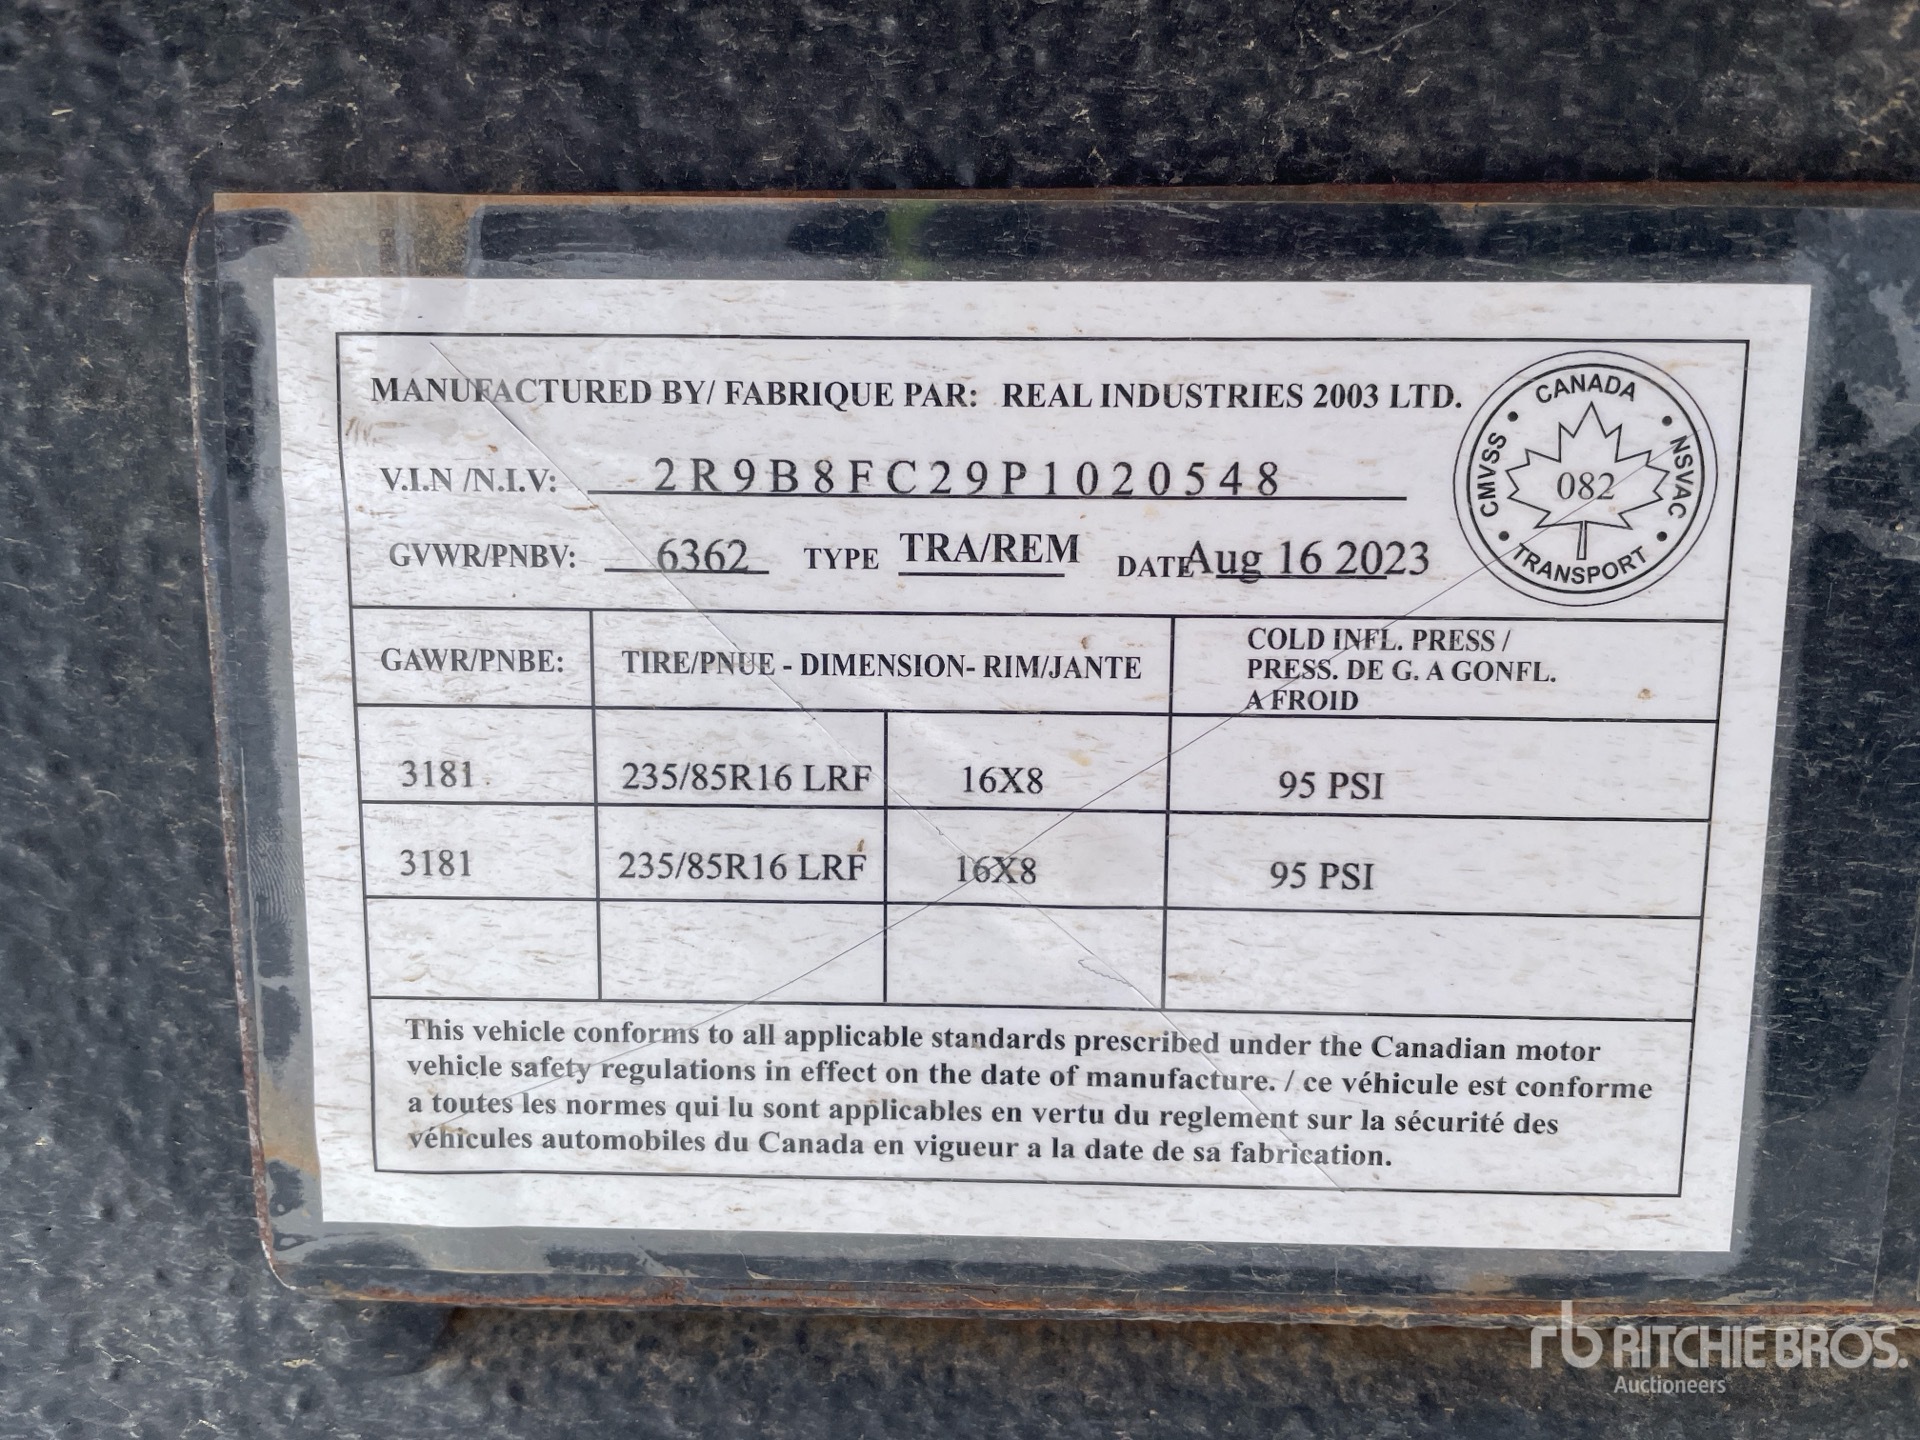 MANUFACTURED BY/ FABRIQUE PAR: REAL INDUSTRIES 2003 LTD.
V.I.N /N.I.V: 2R9B8FC29P1020548
GVWR/PNBV: 6362 TYPE TRA/REM DATE Aug 16 2023
CANADA
CMVSS
NSVAC
082
TRANSPORT
GAWR/PNBE: TIRE/PNUE - DIMENSION- RIM/JANTE
COLD INFL. PRESS /
PRESS. DE G. A GONFL.
A FROID
3181 235/85R16 LRF 16X8 95 PSI
3181 235/85R16 LRF 16X8 95 PSI
This vehicle conforms to all applicable standards prescribed under the Canadian motor
vehicle safety regulations in effect on the date of manufacture. / ce véhicule est conforme
a toutes les normes qui lu sont applicables en vertu du reglement sur la sécurité des
véhicules automobiles du Canada en vigueur a la date de sa fabrication.
rb RITCHIE BROS.
Auctioneers